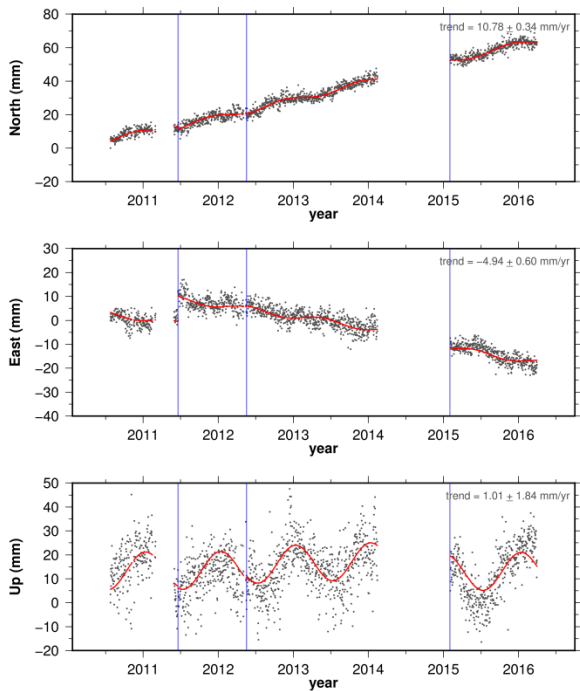 80
60
40
20
0
−20
North (mm)
trend = 10.78 + 0.34 mm/yr
2011 2012 2013 2014 2015 2016
year
30
20
10
0
−10
−20
−30
−40
East (mm)
trend = −4.94 + 0.60 mm/yr
2011 2012 2013 2014 2015 2016
year
50
40
30
20
10
0
−10
−20
Up (mm)
trend = 1.01 + 1.84 mm/yr
2011 2012 2013 2014 2015 2016
year